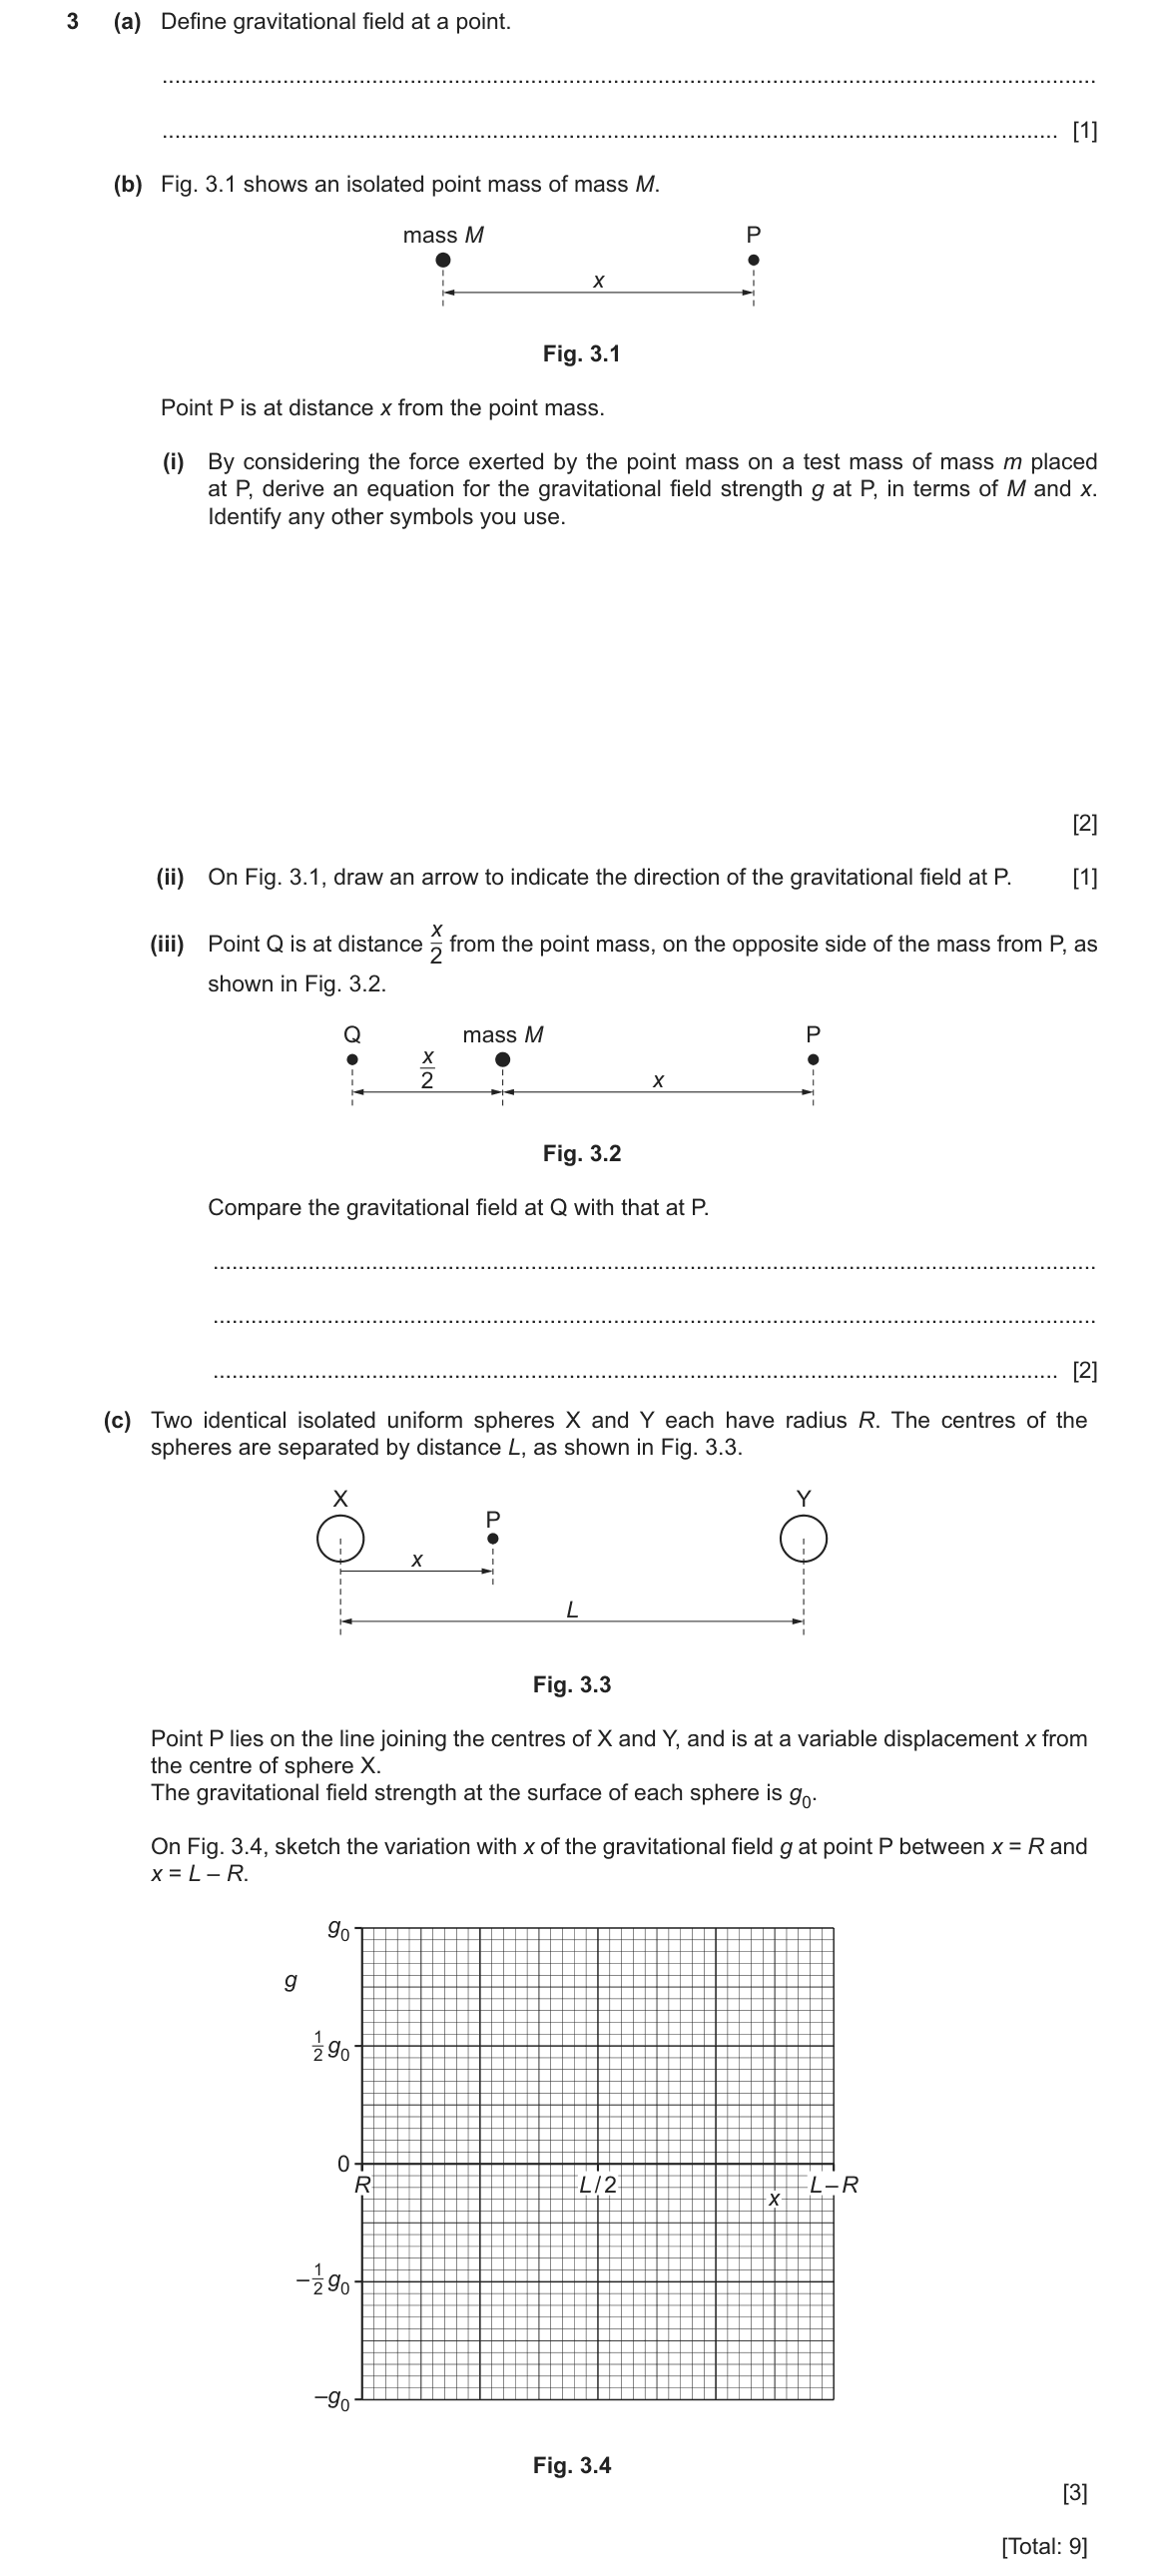 3 (a) Define gravitational field at a point.
..........................................................................................................................................
.................................................................................................................................... [1]
(b) Fig. 3.1 shows an isolated point mass of mass M.
mass M P
x
Fig. 3.1
Point P is at distance x from the point mass.
(i) By considering the force exerted by the point mass on a test mass of mass m placed
at P, derive an equation for the gravitational field strength g at P, in terms of M and x.
Identify any other symbols you use.
[2]
(ii) On Fig. 3.1, draw an arrow to indicate the direction of the gravitational field at P. [1]
(iii) Point Q is at distance x/2 from the point mass, on the opposite side of the mass from P, as
shown in Fig. 3.2.
Q mass M P
x/2 x
Fig. 3.2
Compare the gravitational field at Q with that at P.
..................................................................................................................................
..................................................................................................................................
............................................................................................................................ [2]
(c) Two identical isolated uniform spheres X and Y each have radius R. The centres of the
spheres are separated by distance L, as shown in Fig. 3.3.
X Y
P
x
L
Fig. 3.3
Point P lies on the line joining the centres of X and Y, and is at a variable displacement x from
the centre of sphere X.
The gravitational field strength at the surface of each sphere is g₀.
On Fig. 3.4, sketch the variation with x of the gravitational field g at point P between x = R and
x = L – R.
g₀
g
1/2 g₀
0
R L/2 L–R
x
–1/2 g₀
–g₀
Fig. 3.4
[3]
[Total: 9]